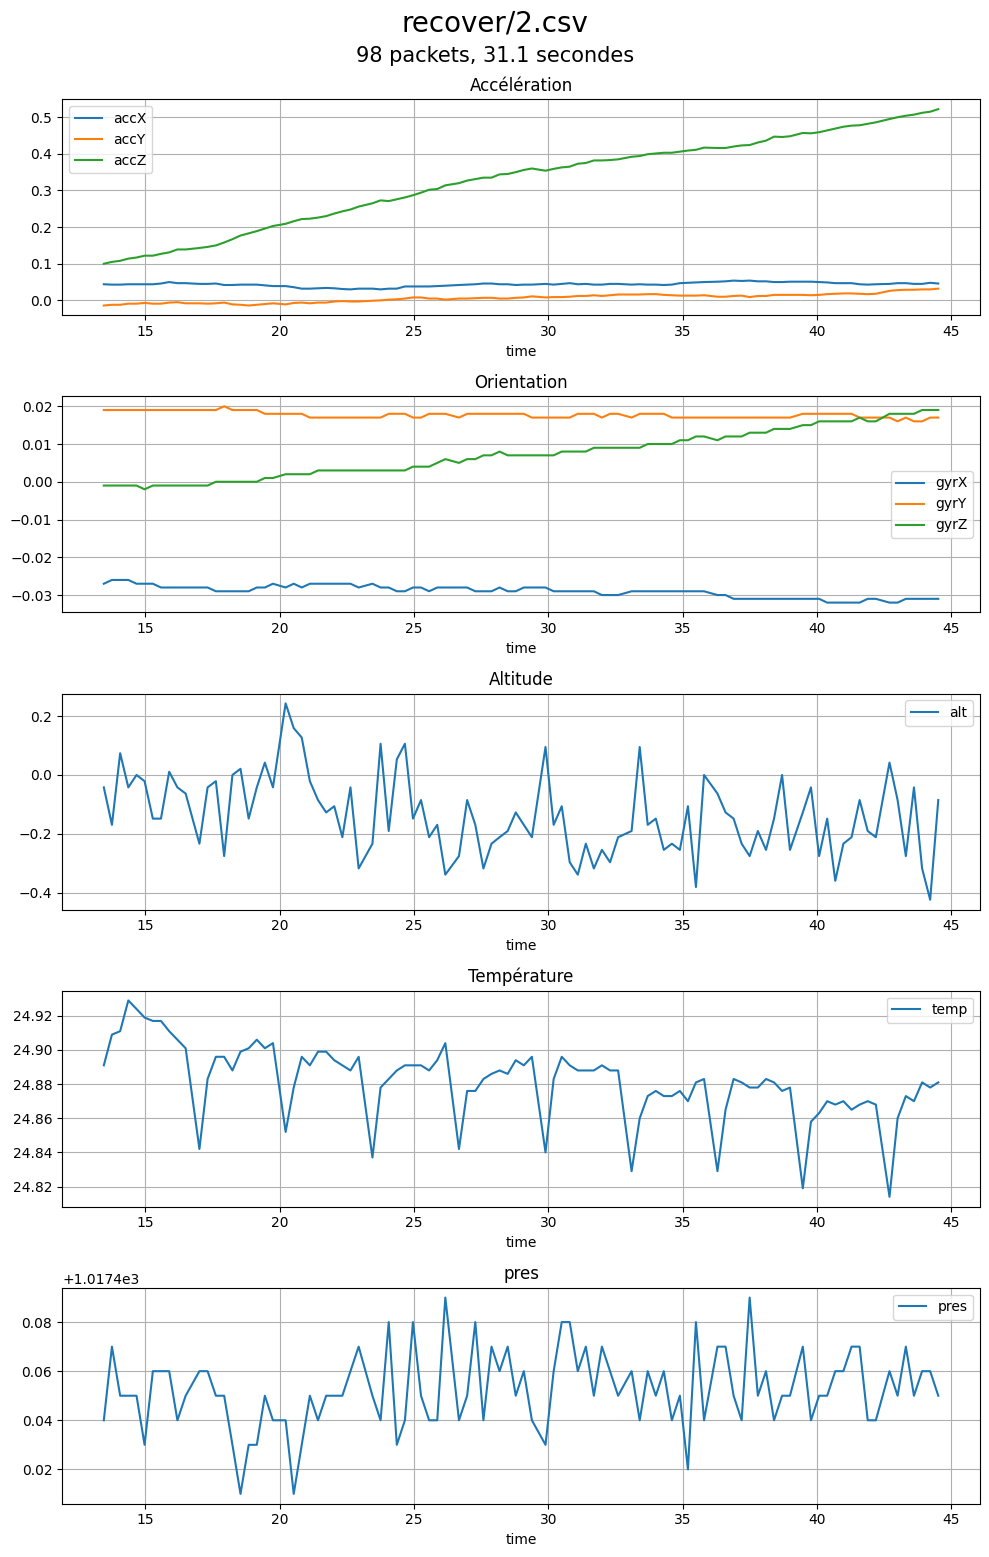 recover/2.csv
98 packets, 31.1 secondes
Accélération
accX
accY
accZ
0.5
0.4
0.3
0.2
0.1
0.0
15 20 25 30 35 40 45
time
Orientation
0.02
0.01
0.00
−0.01
−0.02
−0.03
gyrX
gyrY
gyrZ
15 20 25 30 35 40 45
time
Altitude
alt
0.2
0.0
−0.2
−0.4
15 20 25 30 35 40 45
time
Température
temp
24.92
24.90
24.88
24.86
24.84
24.82
15 20 25 30 35 40 45
time
pres
+1.0174e3
pres
0.08
0.06
0.04
0.02
15 20 25 30 35 40 45
time